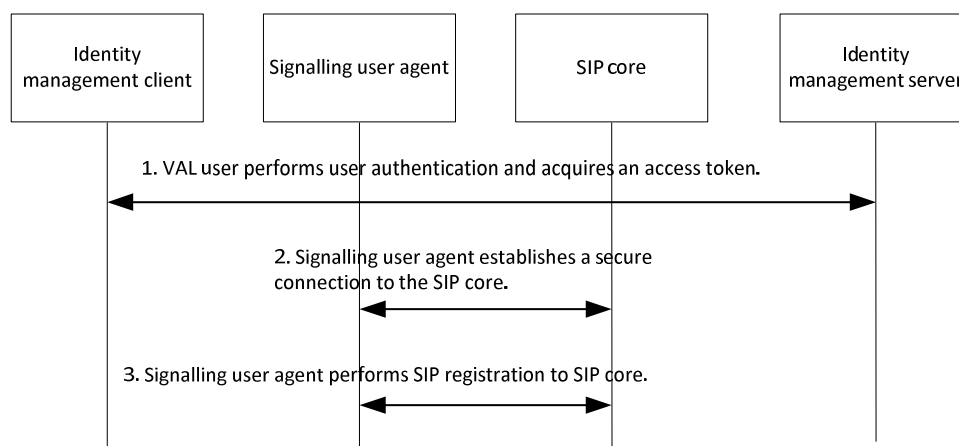 Identity
management client
Signalling user agent
SIP core
Identity
management server
1. VAL user performs user authentication and acquires an access token.
2. Signalling user agent establishes a secure
connection to the SIP core.
3. Signalling user agent performs SIP registration to SIP core.